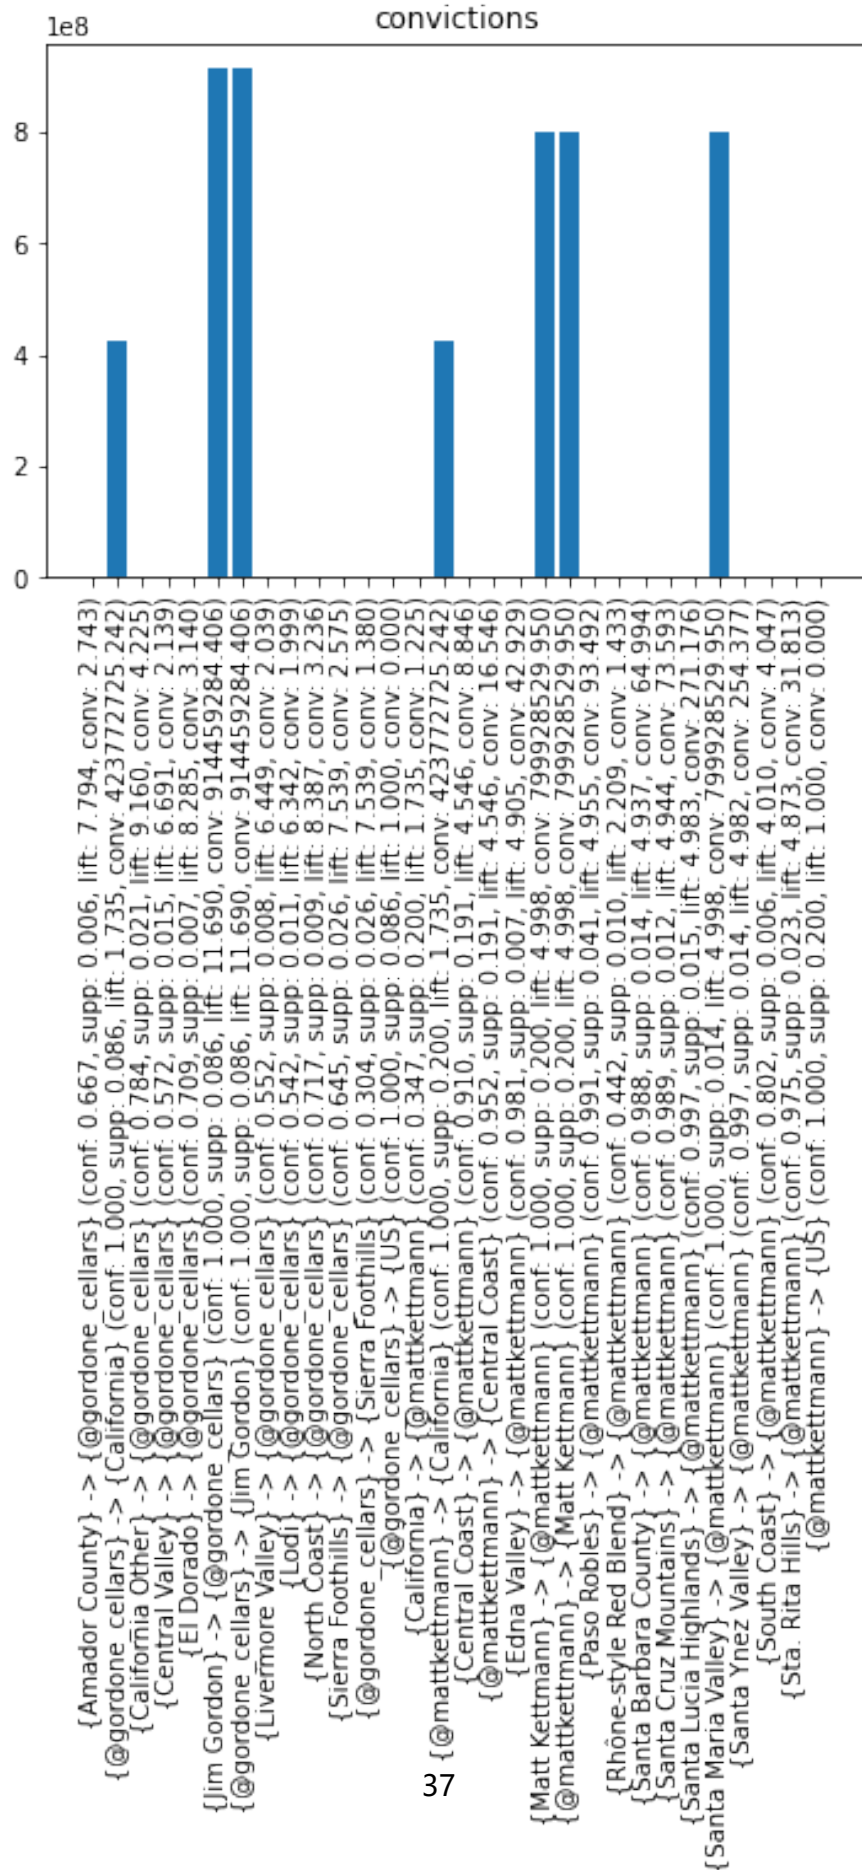 convictions
1e8
8
6
4
2
0
{Amador County} -> {@gordone_cellars} (conf: 0.667, supp: 0.006, lift: 7.794, conv: 2.743)
{@gordone_cellars} -> {California} (conf: 1.000, supp: 0.086, lift: 1.735, conv: 423772725.242)
{California Other} -> {@gordone_cellars} (conf: 0.784, supp: 0.021, lift: 9.160, conv: 4.225)
{Central Valley} -> {@gordone_cellars} (conf: 0.572, supp: 0.015, lift: 6.691, conv: 2.139)
{El Dorado} -> {@gordone_cellars} (conf: 0.709, supp: 0.007, lift: 8.285, conv: 3.140)
{Jim Gordon} -> {@gordone_cellars} (conf: 1.000, supp: 0.086, lift: 11.690, conv: 914459284.406)
{@gordone_cellars} -> {Jim Gordon} (conf: 1.000, supp: 0.086, lift: 11.690, conv: 914459284.406)
{Livermore Valley} -> {@gordone_cellars} (conf: 0.552, supp: 0.008, lift: 6.449, conv: 2.039)
{Lodi} -> {@gordone_cellars} (conf: 0.542, supp: 0.011, lift: 6.342, conv: 1.999)
{North Coast} -> {@gordone_cellars} (conf: 0.717, supp: 0.009, lift: 8.387, conv: 3.236)
{Sierra Foothills} -> {@gordone_cellars} (conf: 0.645, supp: 0.026, lift: 7.539, conv: 2.575)
{@gordone_cellars} -> {Sierra Foothills} (conf: 0.304, supp: 0.026, lift: 7.539, conv: 1.380)
{@gordone_cellars} -> {US} (conf: 1.000, supp: 0.086, lift: 1.000, conv: 0.000)
{California} -> {@mattkettmann} (conf: 0.347, supp: 0.200, lift: 1.735, conv: 1.225)
{@mattkettmann} -> {California} (conf: 1.000, supp: 0.200, lift: 1.735, conv: 423772725.242)
{Central Coast} -> {@mattkettmann} (conf: 0.910, supp: 0.191, lift: 4.546, conv: 8.846)
{@mattkettmann} -> {Central Coast} (conf: 0.952, supp: 0.191, lift: 4.546, conv: 16.546)
{Edna Valley} -> {@mattkettmann} (conf: 0.981, supp: 0.007, lift: 4.905, conv: 42.929)
{Matt Kettmann} -> {@mattkettmann} (conf: 1.000, supp: 0.200, lift: 4.998, conv: 799928529.950)
{@mattkettmann} -> {Matt Kettmann} (conf: 1.000, supp: 0.200, lift: 4.998, conv: 799928529.950)
{Paso Robles} -> {@mattkettmann} (conf: 0.991, supp: 0.041, lift: 4.955, conv: 93.492)
{Rhône-style Red Blend} -> {@mattkettmann} (conf: 0.442, supp: 0.010, lift: 2.209, conv: 1.433)
{Santa Barbara County} -> {@mattkettmann} (conf: 0.988, supp: 0.014, lift: 4.937, conv: 64.994)
{Santa Cruz Mountains} -> {@mattkettmann} (conf: 0.989, supp: 0.012, lift: 4.944, conv: 73.593)
{Santa Lucia Highlands} -> {@mattkettmann} (conf: 0.997, supp: 0.015, lift: 4.983, conv: 271.176)
{Santa Maria Valley} -> {@mattkettmann} (conf: 1.000, supp: 0.014, lift: 4.998, conv: 799928529.950)
{Santa Ynez Valley} -> {@mattkettmann} (conf: 0.997, supp: 0.014, lift: 4.982, conv: 254.377)
{South Coast} -> {@mattkettmann} (conf: 0.802, supp: 0.006, lift: 4.010, conv: 4.047)
{Sta. Rita Hills} -> {@mattkettmann} (conf: 0.975, supp: 0.023, lift: 4.873, conv: 31.813)
{@mattkettmann} -> {US} (conf: 1.000, supp: 0.200, lift: 1.000, conv: 0.000)
37